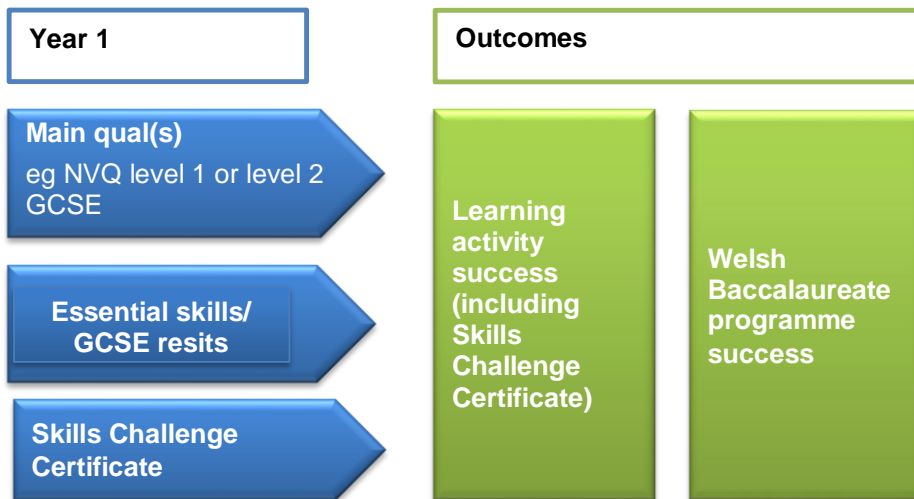 Year 1
Outcomes
Main qual(s)
eg NVQ level 1 or level 2
GCSE
Essential skills/
GCSE resits
Skills Challenge
Certificate
Learning
activity
success
(including
Skills
Challenge
Certificate)
Welsh
Baccalaureate
programme
success